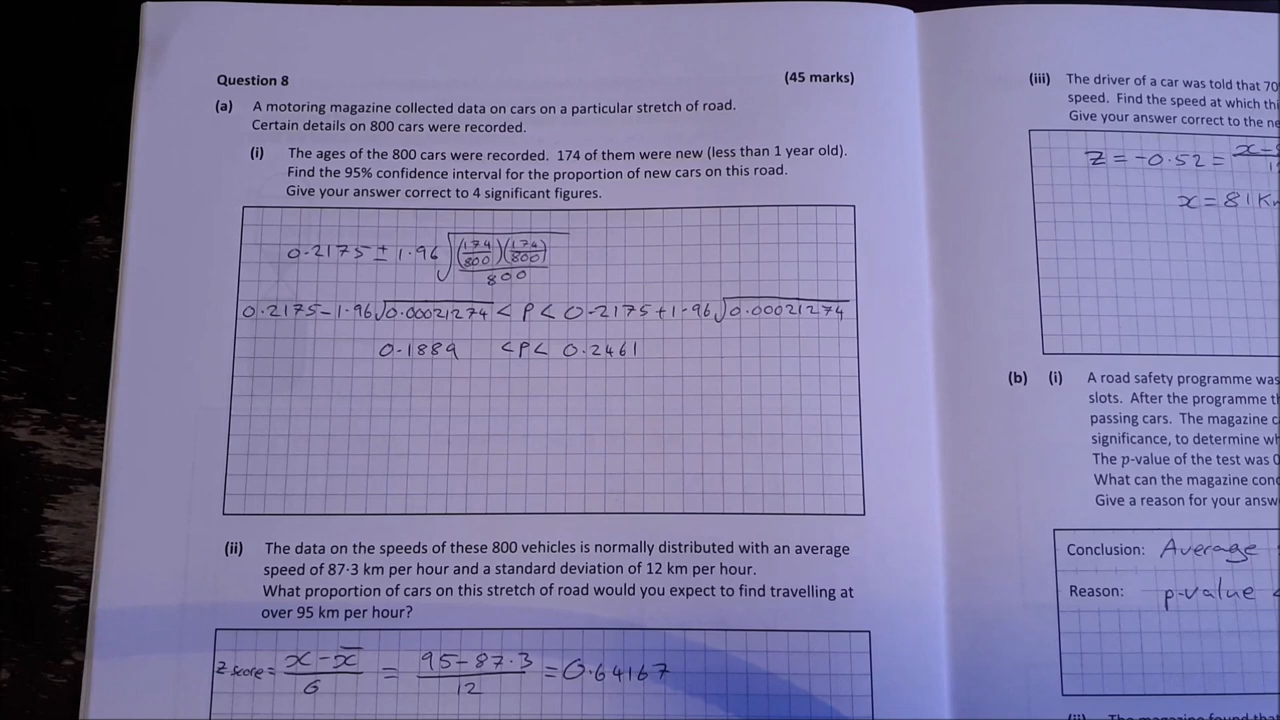 Question 8 (45 marks)
(a) A motoring magazine collected data on cars on a particular stretch of road.
Certain details on 800 cars were recorded.
(i) The ages of the 800 cars were recorded. 174 of them were new (less than 1 year old).
Find the 95% confidence interval for the proportion of new cars on this road.
Give your answer correct to 4 significant figures.
0.2175 ± 1.96 √((174/800)(174/800)/800)
0.2175-1.96√0.00021274 < P < 0.2175+1.96√0.00021274
0.1889 <P< 0.2461
(ii) The data on the speeds of these 800 vehicles is normally distributed with an average
speed of 87·3 km per hour and a standard deviation of 12 km per hour.
What proportion of cars on this stretch of road would you expect to find travelling at
over 95 km per hour?
Z score = (x - x̄)/6 = (95-87.3)/12 = 0.64167
(iii) The driver of a car was told that 70
speed. Find the speed at which
Give your answer correct to the
Z = -0.52 = x-
x = 81
(b) (i) A road safety programme was
slots. After the programme
passing cars. The magazine
significance, to determine
The p-value of the test was
What can the magazine
Give a reason for your
Conclusion: Average
Reason: p-value
(ii) The magazine found